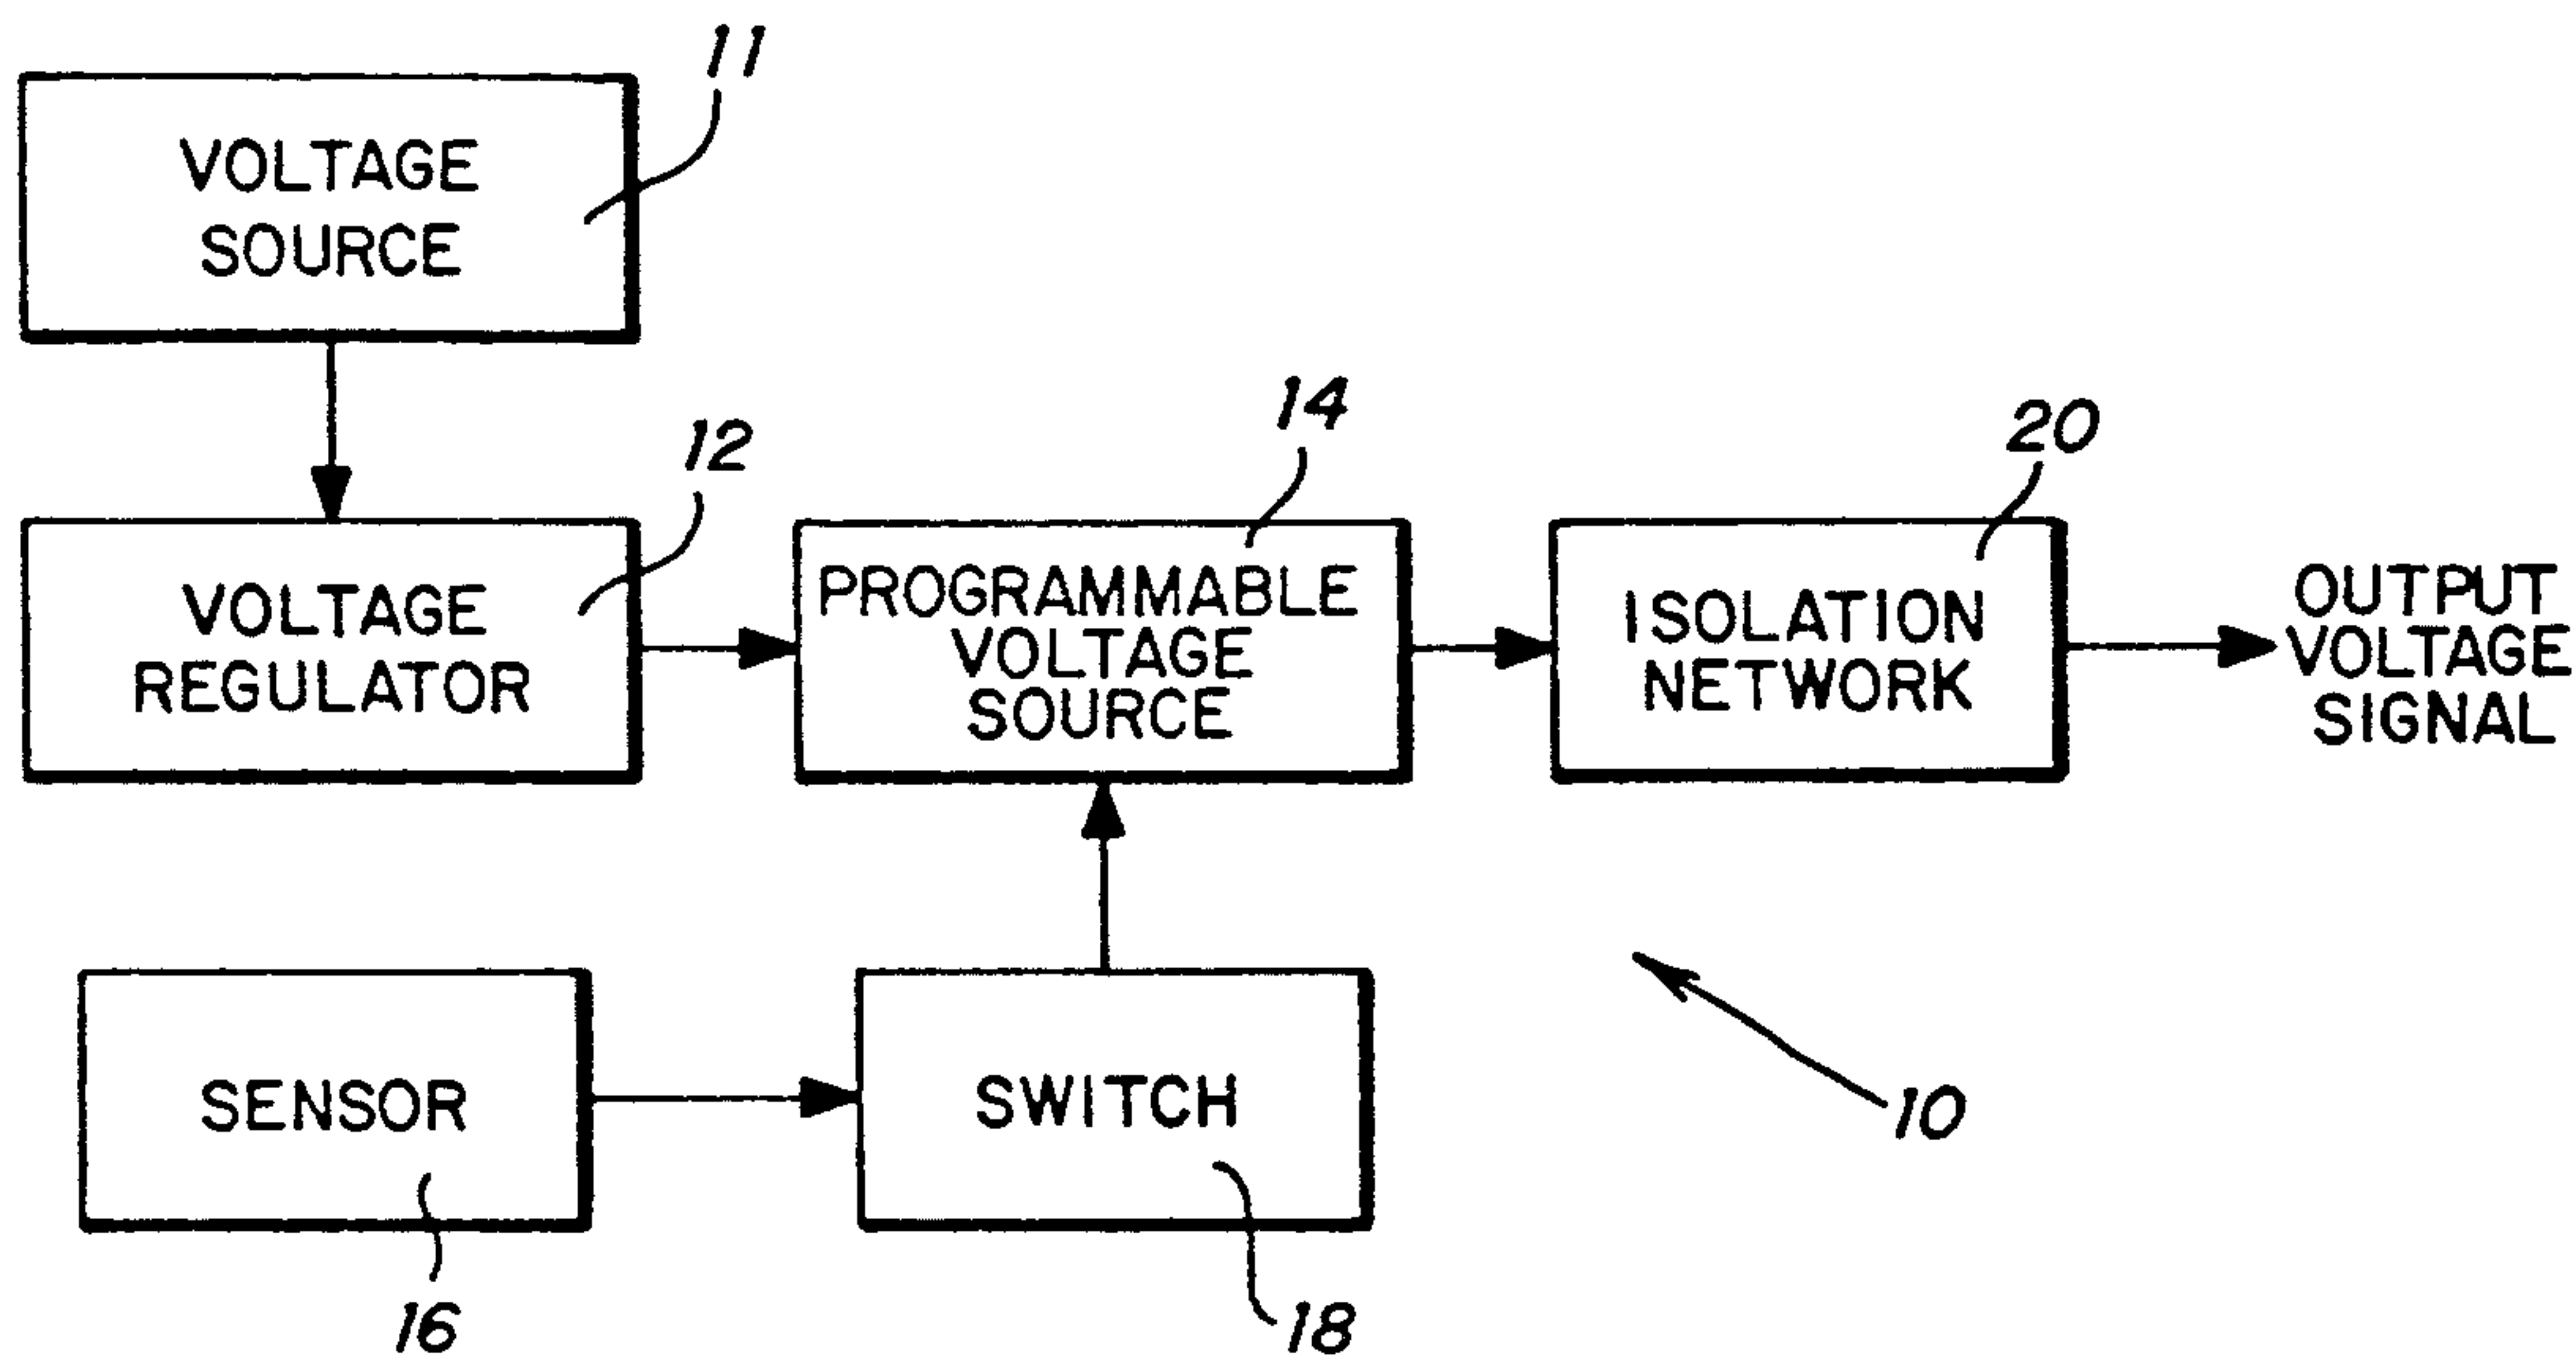 11
VOLTAGE
SOURCE
12
VOLTAGE
REGULATOR
14
PROGRAMMABLE
VOLTAGE
SOURCE
20
ISOLATION
NETWORK
OUTPUT
VOLTAGE
SIGNAL
SENSOR
16
SWITCH
18
10